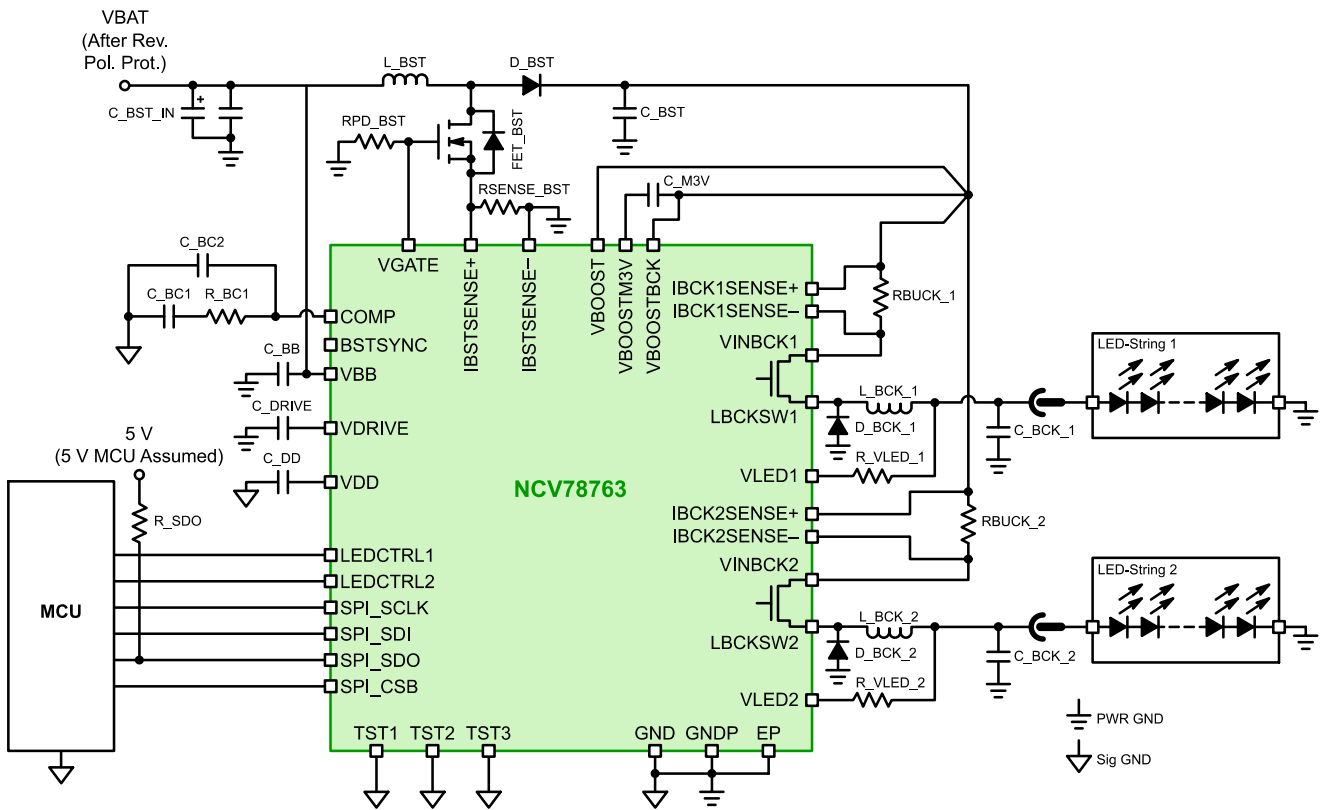 VBAT
(After Rev.
Pol. Prot.)
L_BST
D_BST
C_BST_IN
+
C_BST
RPD_BST
FET_BST
RSENSE_BST
C_M3V
C_BC2
C_BC1
R_BC1
VGATE
IBSTSENSE+
IBSTSENSE–
VBOOST
VBOOSTM3V
VBOOSTBCK
IBCK1SENSE+
IBCK1SENSE–
RBUCK_1
COMP
BSTSYNC
VINBCK1
C_BB
VBB
LED-String 1
L_BCK_1
LBCKSW1
D_BCK_1
C_BCK_1
C_DRIVE
VDRIVE
5 V
(5 V MCU Assumed)
C_DD
VDD
R_VLED_1
VLED1
NCV78763
R_SDO
IBCK2SENSE+
IBCK2SENSE–
RBUCK_2
VINBCK2
LED-String 2
MCU
LEDCTRL1
LEDCTRL2
SPI_SCLK
SPI_SDI
SPI_SDO
SPI_CSB
L_BCK_2
LBCKSW2
D_BCK_2
C_BCK_2
R_VLED_2
VLED2
TST1
TST2
TST3
GND
GNDP
EP
PWR GND
Sig GND